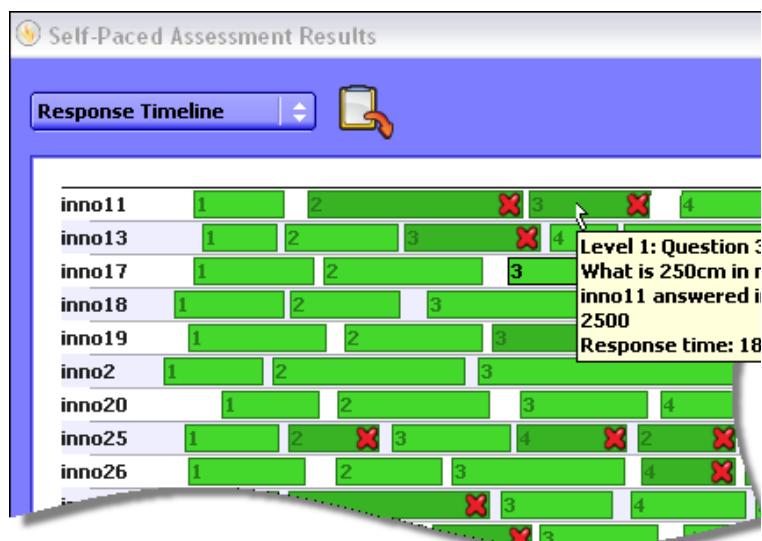 Self-Paced Assessment Results
Response Timeline
inno11 1 2 3 4
inno13 1 2 3 4
inno17 1 2 3
inno18 1 2 3
inno19 1 2 3
inno2 1 2 3
inno20 1 2 3 4
inno25 1 2 3 4 2
inno26 1 2 3 4
3 4
3
Level 1: Question 3
What is 250cm in
inno11 answered
2500
Response time: 18